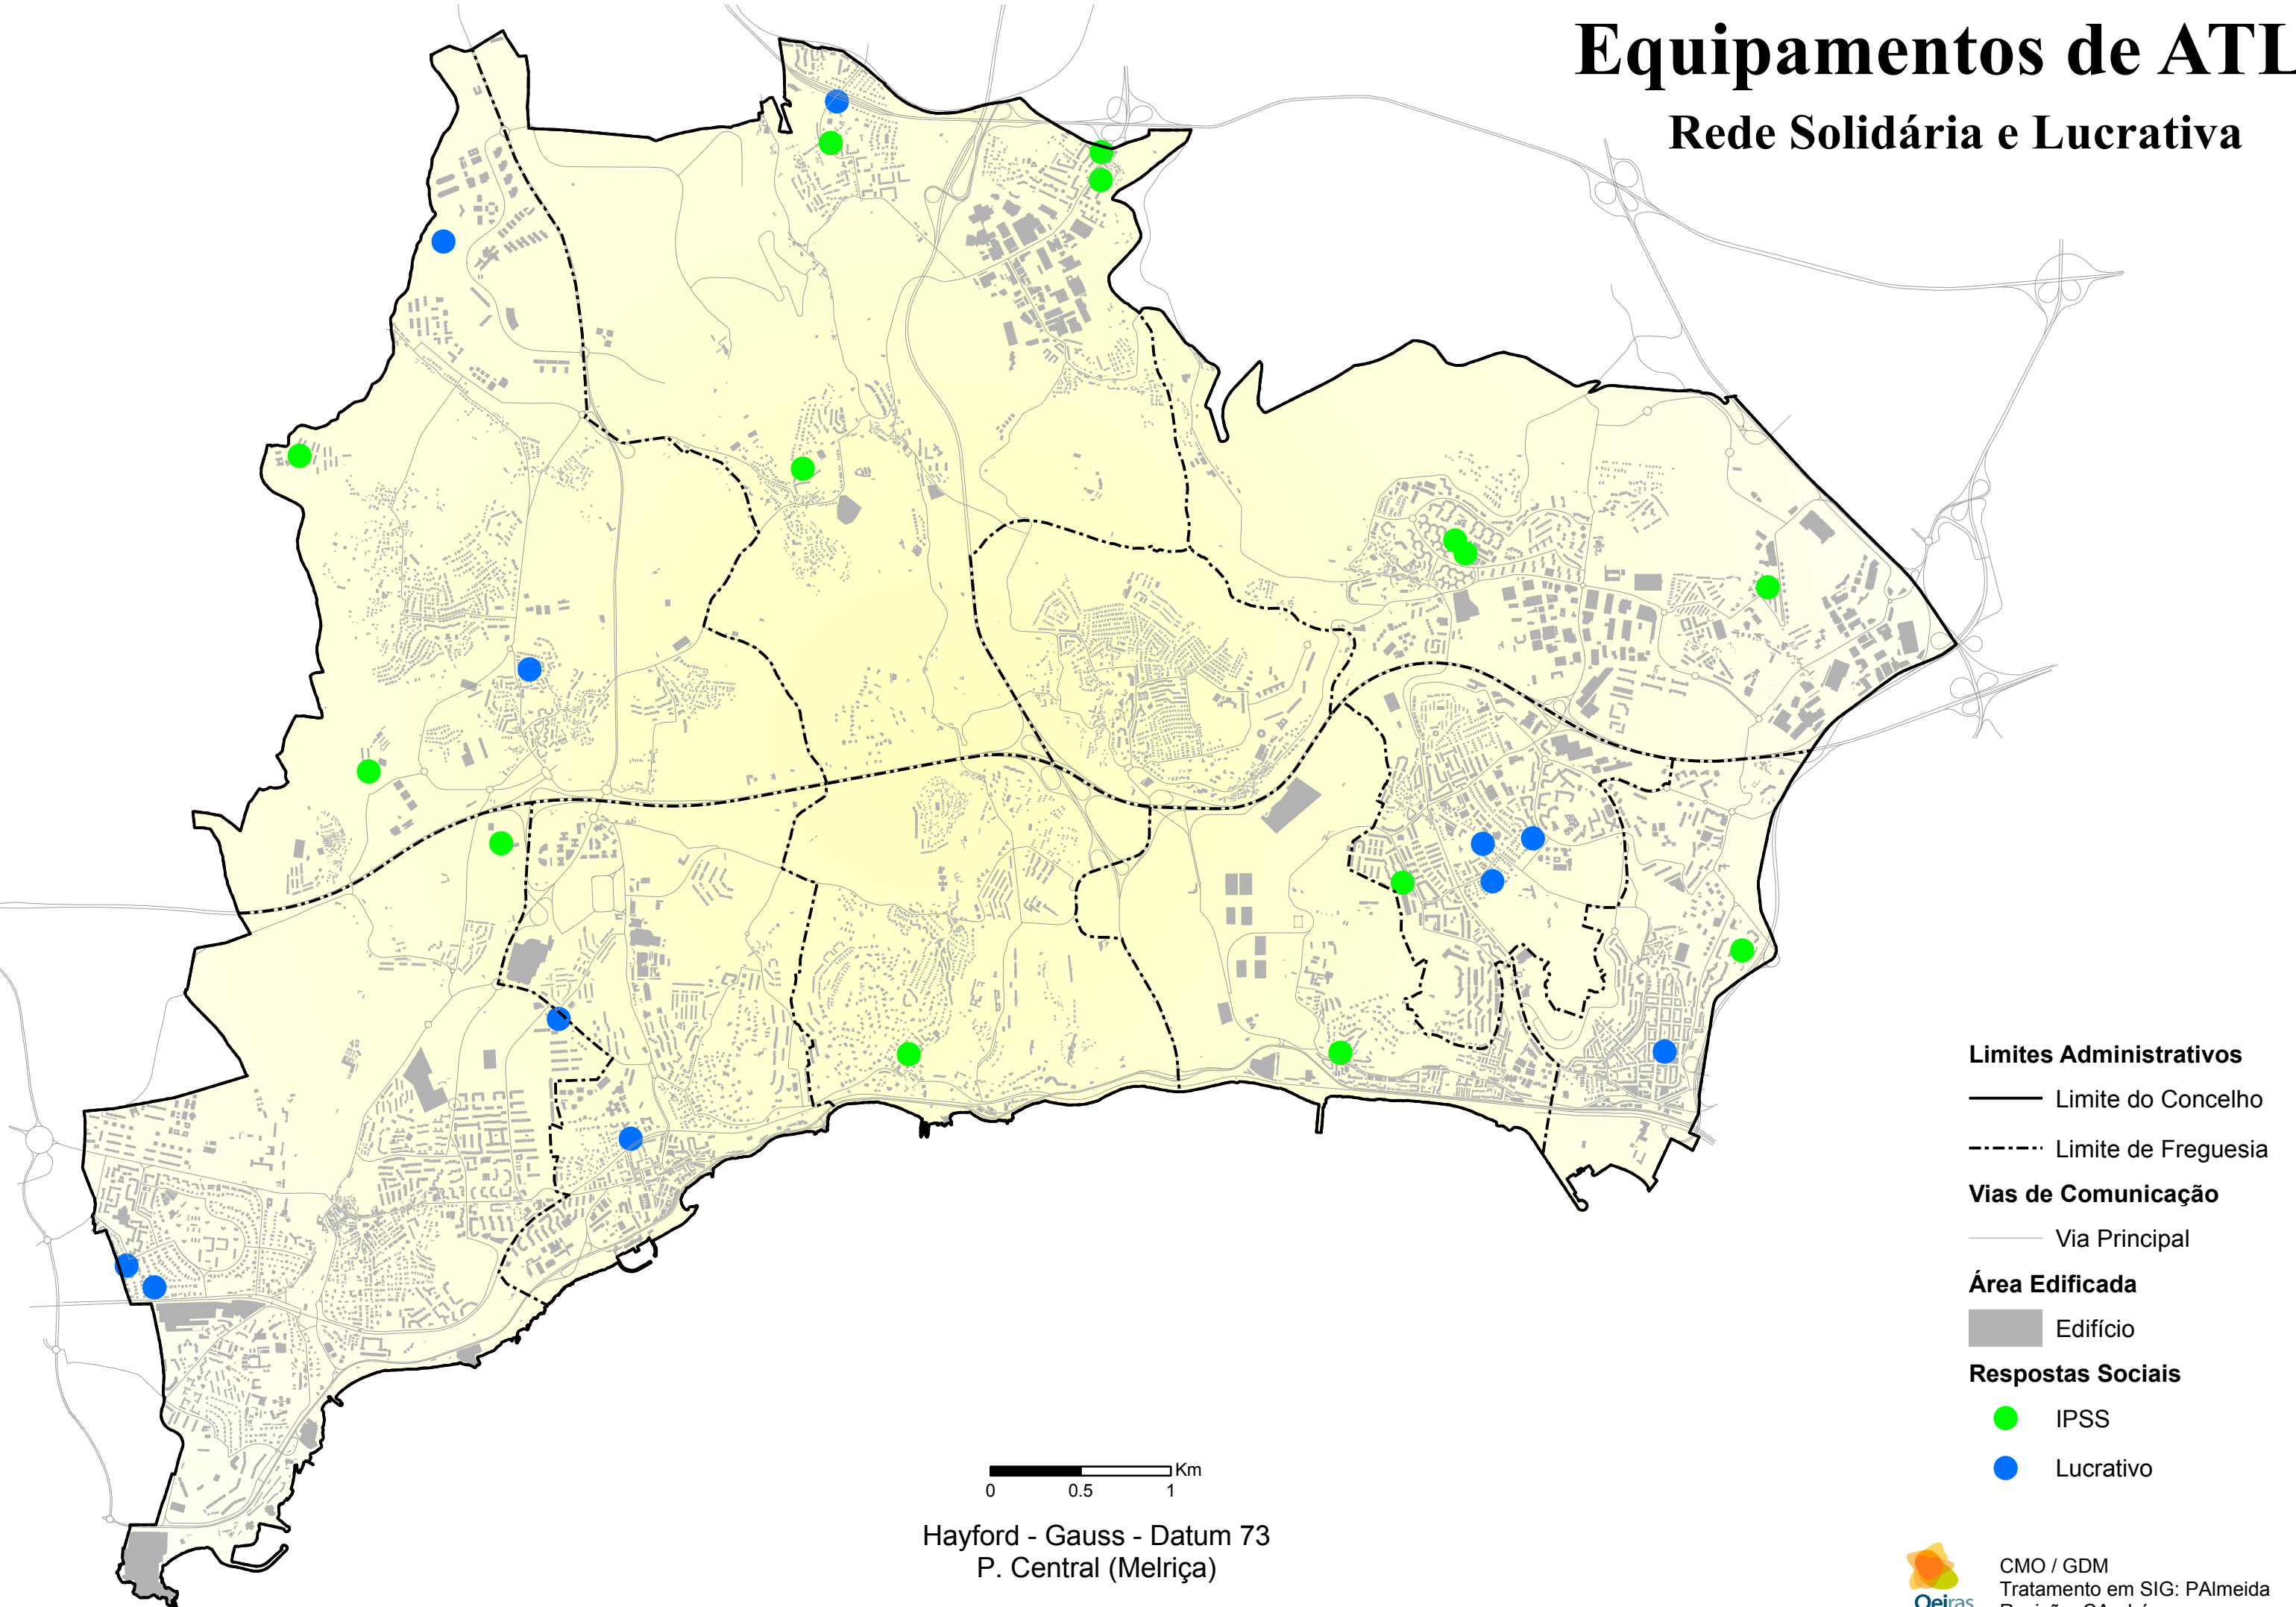 Equipamentos de ATL
Rede Solidária e Lucrativa
Limites Administrativos
Limite do Concelho
Limite de Freguesia
Vias de Comunicação
Via Principal
Área Edificada
Edifício
Respostas Sociais
IPSS
Lucrativo
Km
0 0.5 1
Hayford - Gauss - Datum 73
P. Central (Melriça)
CMO / GDM
Tratamento em SIG: PAlmeida
Oeiras